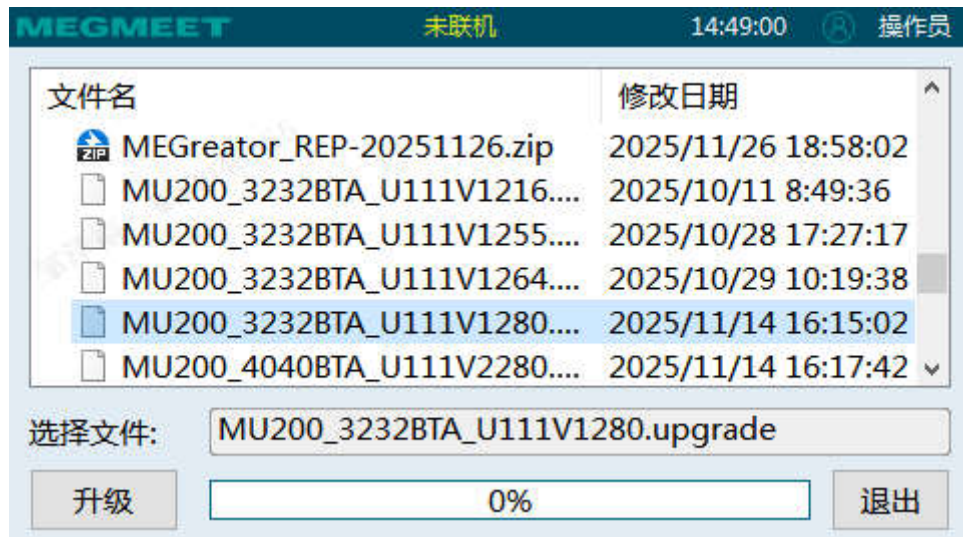 MEGMEET 未联机 14:49:00 操作员
文件名 修改日期
MEGreator_REP-20251126.zip 2025/11/26 18:58:02
MU200_3232BTA_U111V1216.... 2025/10/11 8:49:36
MU200_3232BTA_U111V1255.... 2025/10/28 17:27:17
MU200_3232BTA_U111V1264.... 2025/10/29 10:19:38
MU200_3232BTA_U111V1280.... 2025/11/14 16:15:02
MU200_4040BTA_U111V2280.... 2025/11/14 16:17:42
选择文件: MU200_3232BTA_U111V1280.upgrade
升级 0% 退出